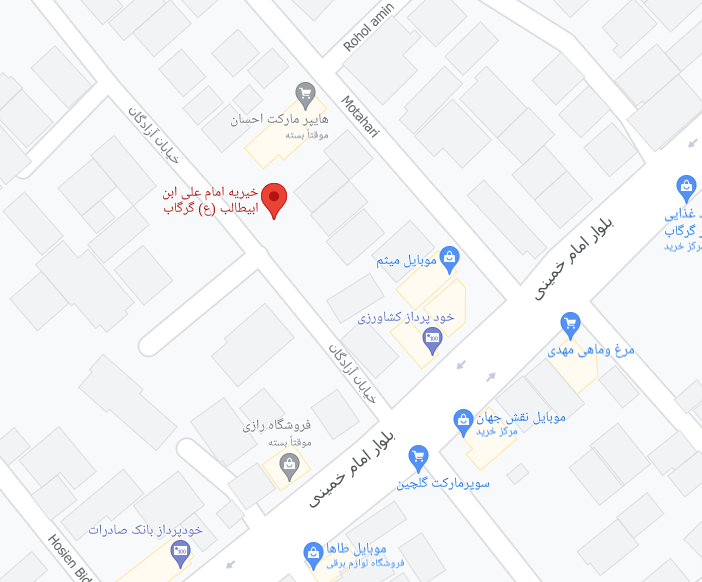 Rohol amin
Motahari
هایپر مارکت احسان
موقتاً بسته
خیابان آزادگان
خیریه امام علی ابن
ابیطالب (ع) گرگاب
د غذایی
ر گرگاب
مرکز خرید
بلوار امام خمینی
موبایل میثم
خود پرداز کشاورزی
مرغ وماهی مهدی
خیابان آزادگان
موبایل نقش جهان
مرکز خرید
فروشگاه رازی
موقتاً بسته
بلوار امام خمینی
سوپرمارکت گلچین
خودپرداز بانک صادرات
موبایل طاها
فروشگاه لوازم برقی
Hosien Bid